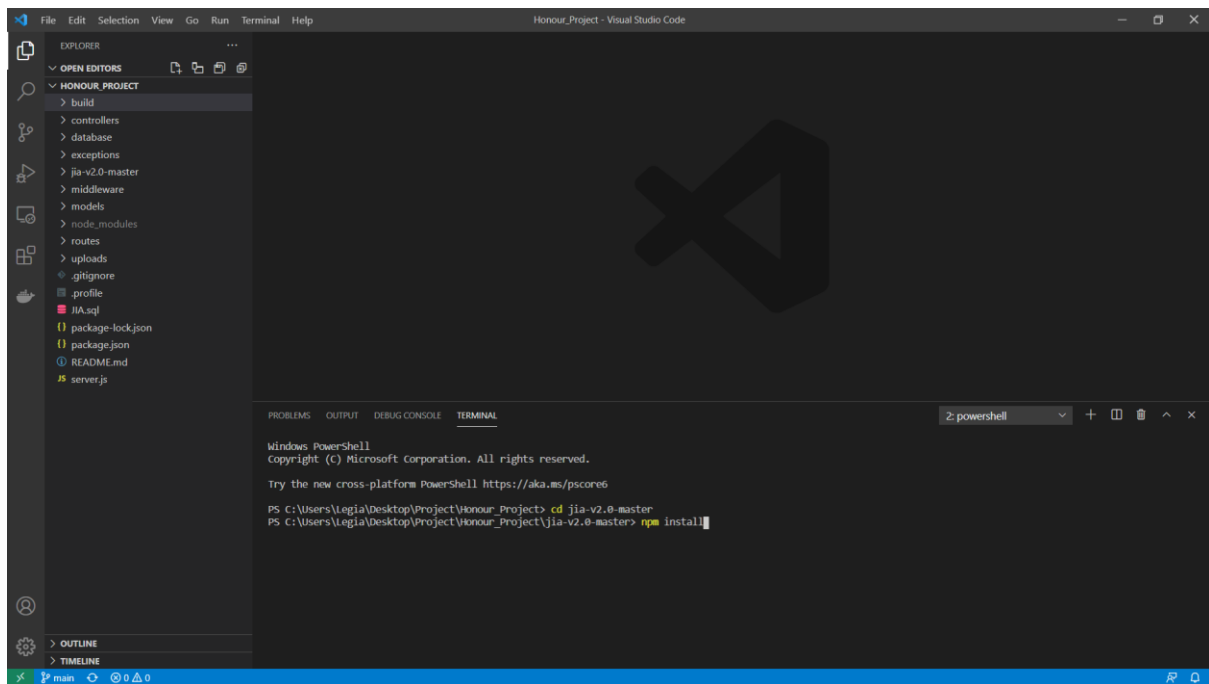 File Edit Selection View Go Run Terminal Help Honour_Project - Visual Studio Code
EXPLORER
OPEN EDITORS
HONOUR_PROJECT
build
controllers
database
exceptions
jia-v2.0-master
middleware
models
node_modules
routes
uploads
.gitignore
.profile
JIA.sql
{} package-lock.json
{} package.json
README.md
JS server.js
OUTLINE
TIMELINE
PROBLEMS OUTPUT DEBUG CONSOLE TERMINAL 2: powershell
Windows PowerShell
Copyright (C) Microsoft Corporation. All rights reserved.
Try the new cross-platform PowerShell https://aka.ms/pscore6
PS C:\Users\Legia\Desktop\Project\Honour_Project> cd jia-v2.0-master
PS C:\Users\Legia\Desktop\Project\Honour_Project\jia-v2.0-master> npm install
main 0 0